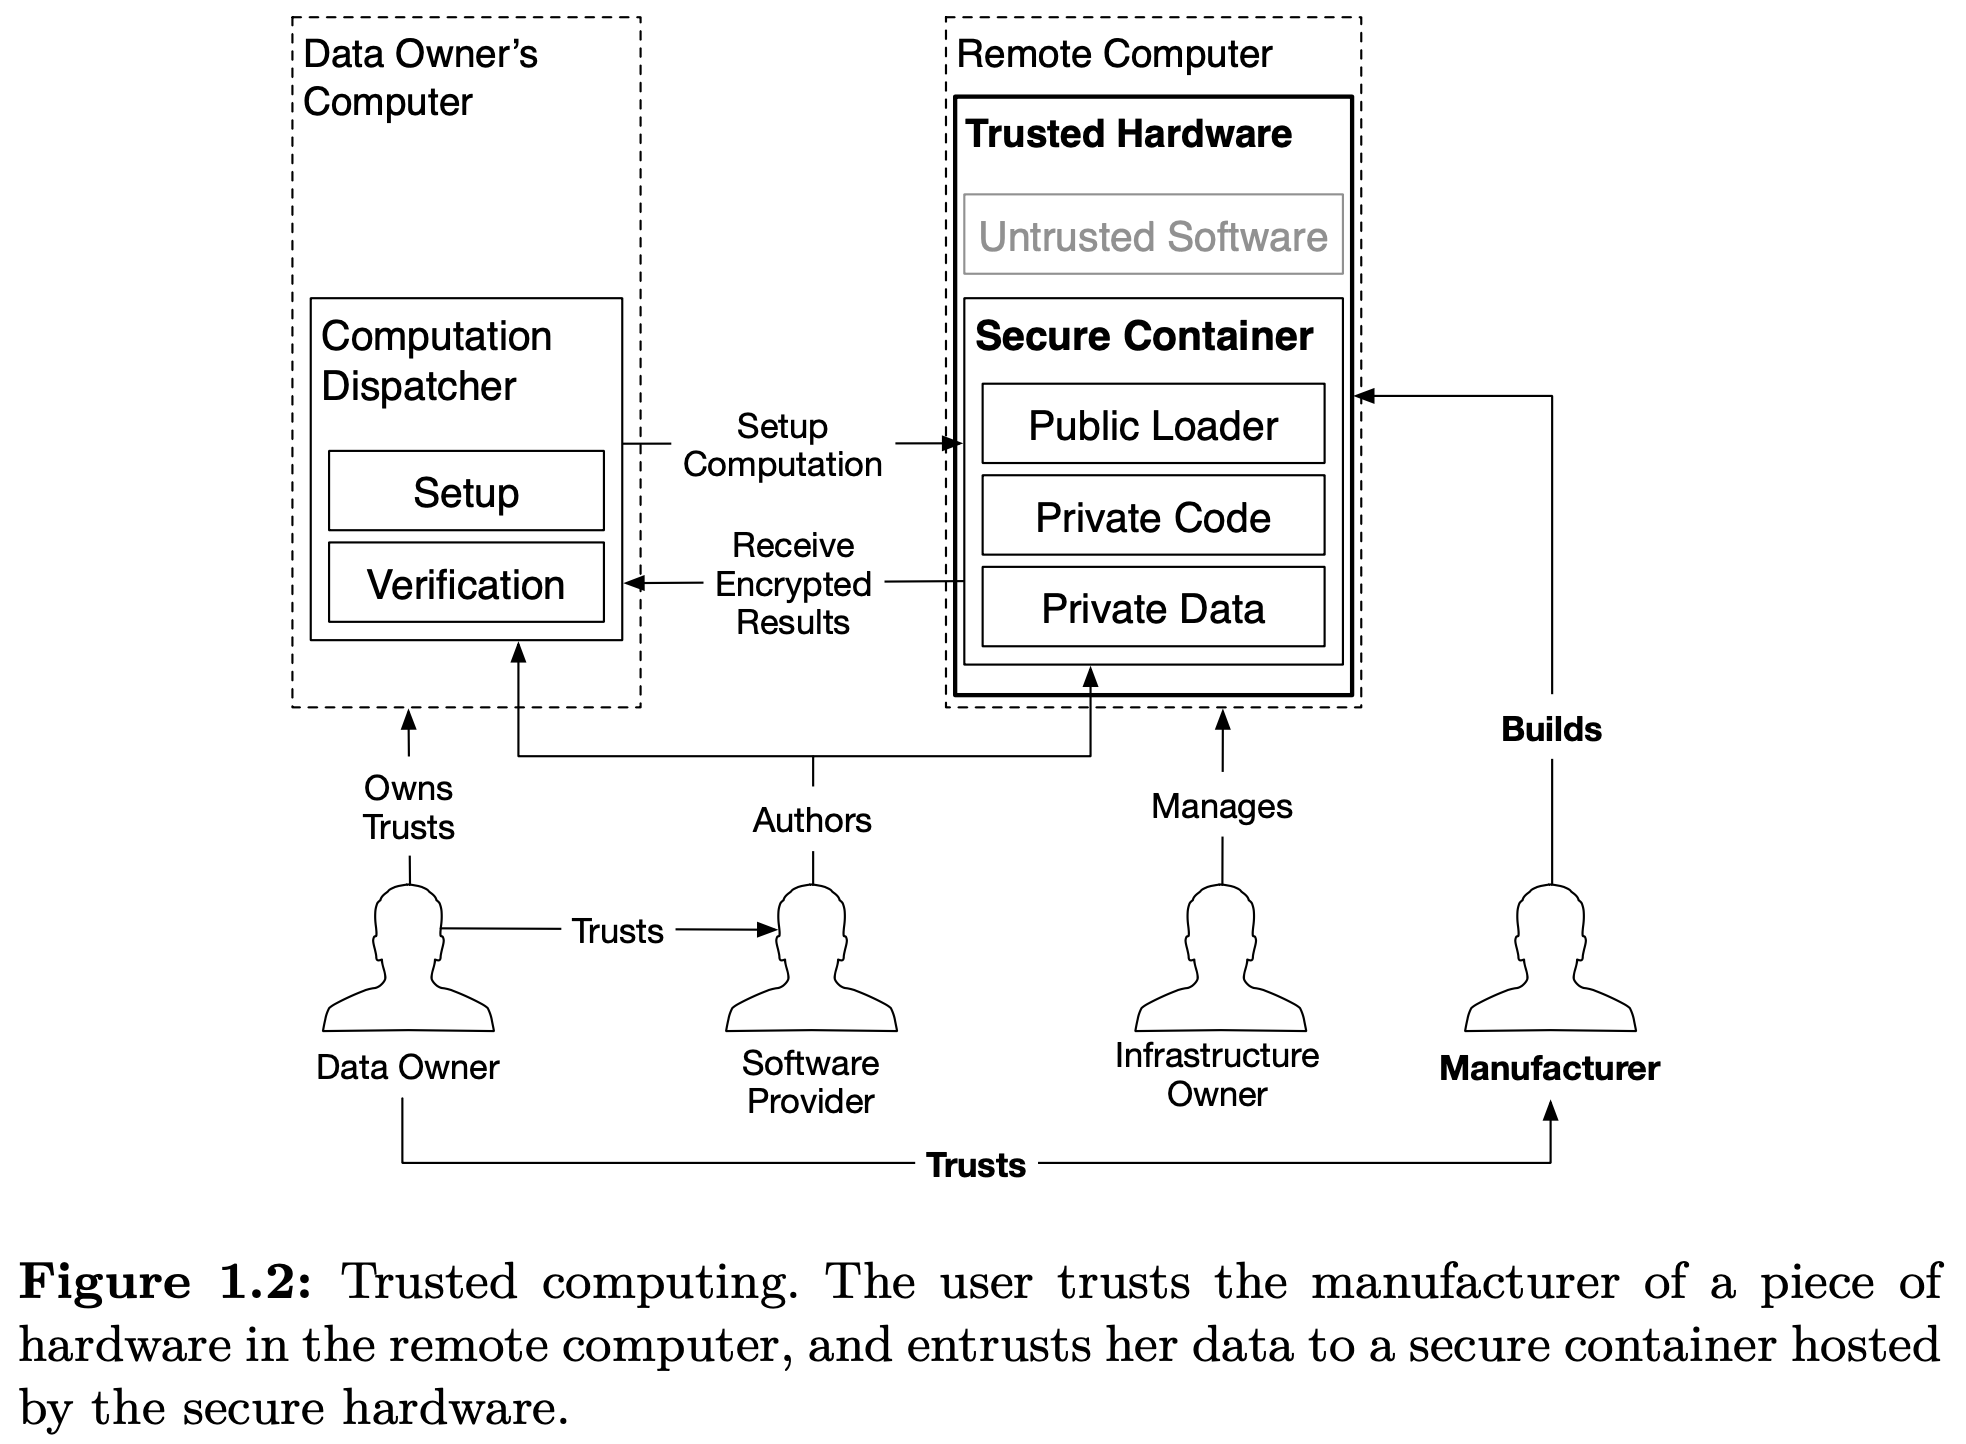 Data Owner's
Computer
Remote Computer
Trusted Hardware
Untrusted Software
Computation
Dispatcher
Setup
Verification
Setup
Computation
Receive
Encrypted
Results
Secure Container
Public Loader
Private Code
Private Data
Builds
Owns
Trusts
Authors
Manages
Trusts
Data Owner
Software
Provider
Infrastructure
Owner
Manufacturer
Trusts
Figure 1.2: Trusted computing. The user trusts the manufacturer of a piece of
hardware in the remote computer, and entrusts her data to a secure container hosted
by the secure hardware.